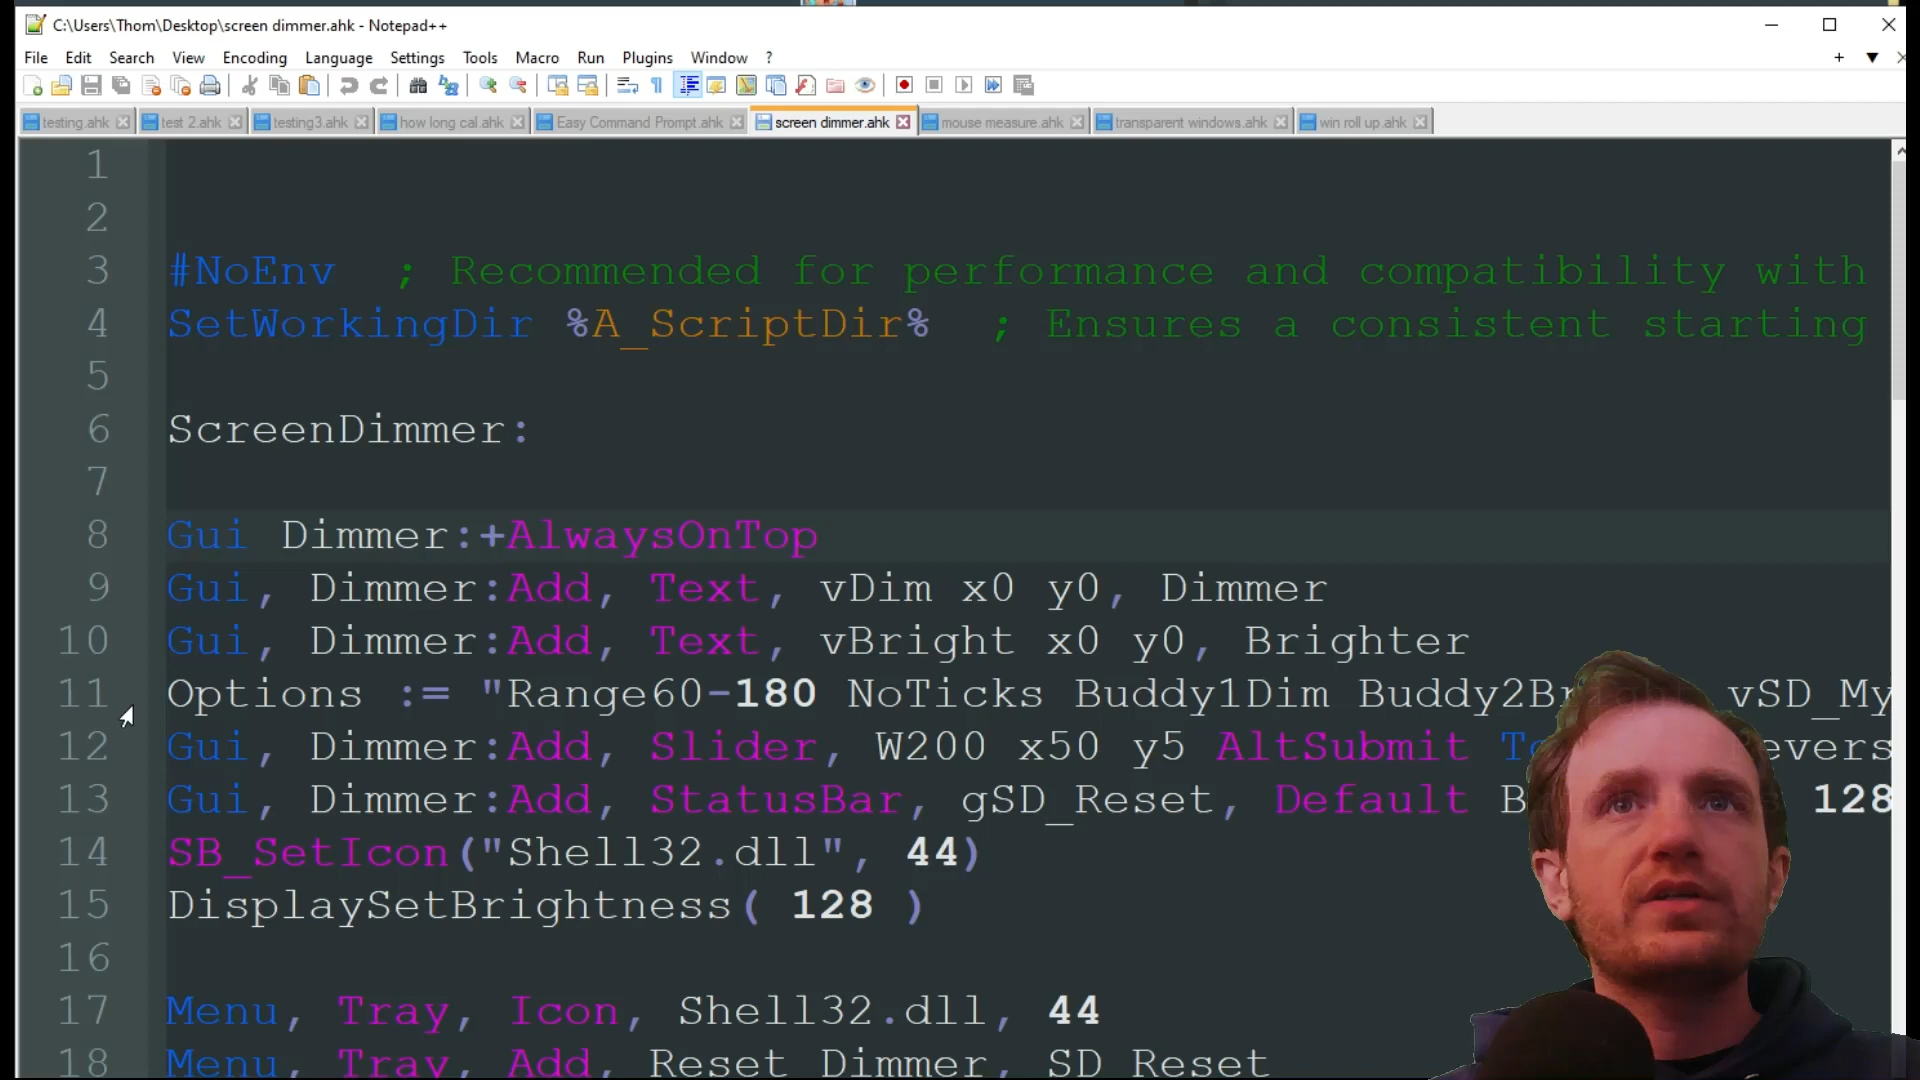 C:\Users\Thom\Desktop\screen dimmer.ahk - Notepad++
File Edit Search View Encoding Language Settings Tools Macro Run Plugins Window ?
testing.ahk test 2.ahk testing3.ahk how long cal.ahk Easy Command Prompt.ahk screen dimmer.ahk mouse measure.ahk transparent windows.ahk win roll up.ahk
1
2
3 #NoEnv ; Recommended for performance and compatibility with
4 SetWorkingDir %A_ScriptDir% ; Ensures a consistent starting
5
6 ScreenDimmer:
7
8 Gui Dimmer:+AlwaysOnTop
9 Gui, Dimmer:Add, Text, vDim x0 y0, Dimmer
10 Gui, Dimmer:Add, Text, vBright x0 y0, Brighter
11 Options := "Range60-180 NoTicks Buddy1Dim Buddy2Bright vSD_My
12 Gui, Dimmer:Add, Slider, W200 x50 y5 AltSubmit To evers
13 Gui, Dimmer:Add, StatusBar, gSD_Reset, Default B 128
14 SB_SetIcon("Shell32.dll", 44)
15 DisplaySetBrightness( 128 )
16
17 Menu, Tray, Icon, Shell32.dll, 44
18 Menu, Tray, Add, Reset Dimmer, SD_Reset